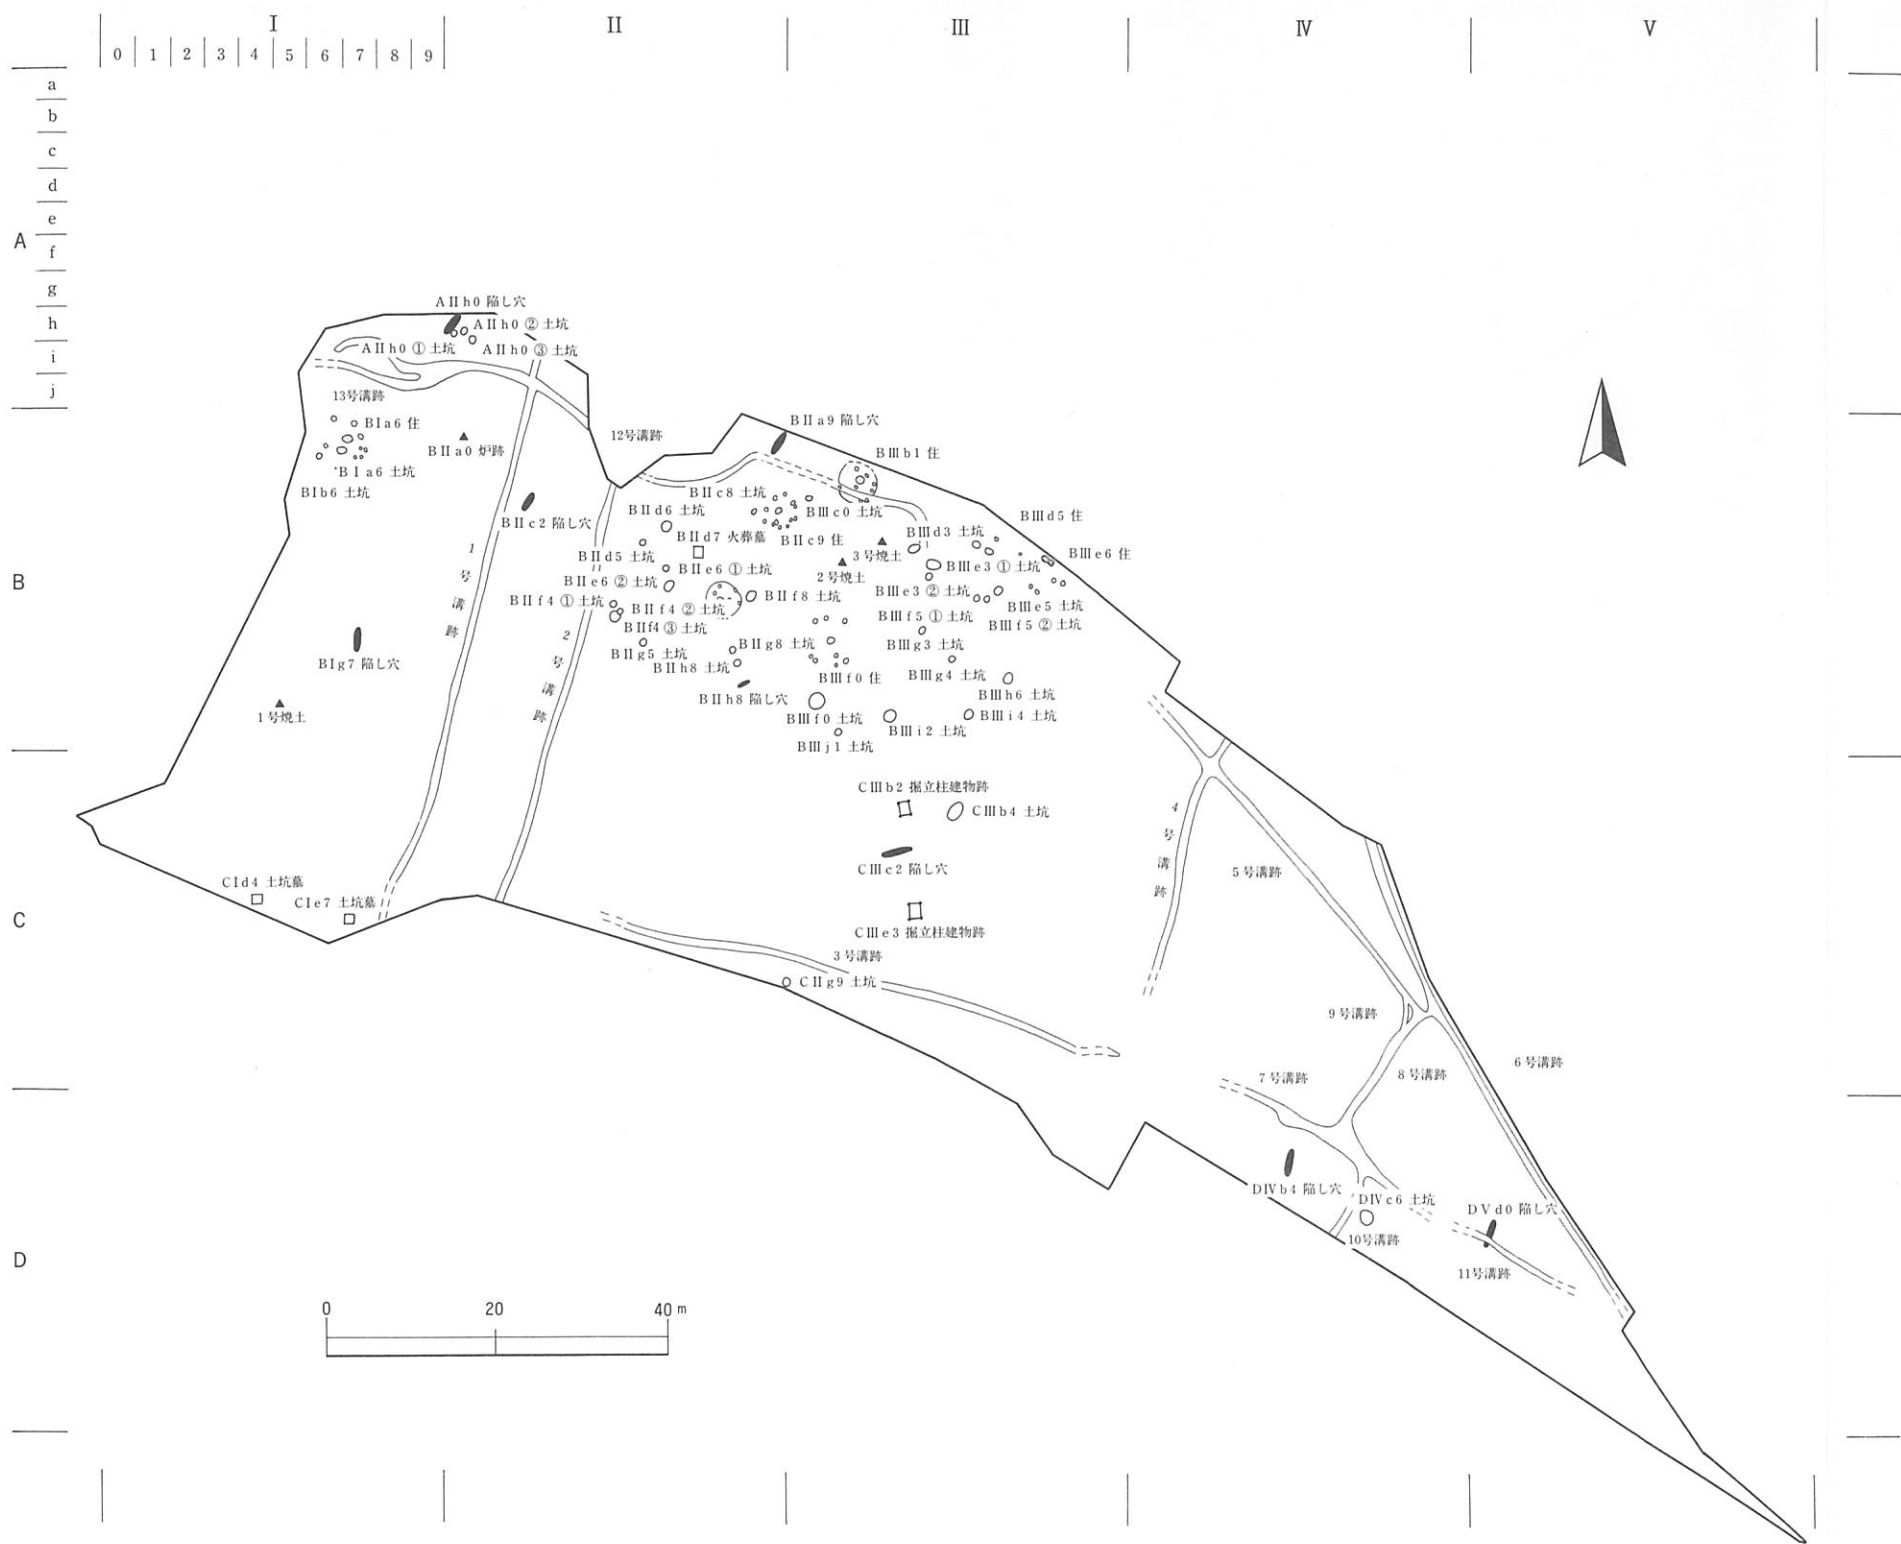 I II III IV V
0 1 2 3 4 5 6 7 8 9
a
b
c
d
e
A
f
g
h
i
j
AⅡh0 陥し穴
AⅡh0 ② 土坑
AⅡh0 ① 土坑
AⅡh0 ③ 土坑
13号溝跡
BⅠa6 住
BⅡa0 炉跡
BⅠa6 土坑
BⅠb6 土坑
12号溝跡
BⅡa9 陥し穴
BⅢb1 住
BⅡc8 土坑
BⅡd6 土坑
BⅢc0 土坑
BⅢd5 住
BⅡc2 陥し穴
BⅡd7 火葬墓
BⅡc9 住
BⅢd3 土坑
BⅡd5 土坑
3号焼土
BⅢe6 住
BⅡe6 ① 土坑
2号焼土
BⅢe3 ① 土坑
B
BⅡe6 ② 土坑
BⅢe3 ② 土坑
BⅡf4 ① 土坑
BⅡf4 ② 土坑
BⅡf8 土坑
BⅢe5 土坑
BⅡf4 ③ 土坑
BⅢf5 ① 土坑
BⅢf5 ② 土坑
BⅡg5 土坑
BⅡg8 土坑
BⅢg3 土坑
BⅠg7 陥し穴
BⅡh8 土坑
BⅢf0 住
BⅢg4 土坑
BⅡh8 陥し穴
BⅢh6 土坑
1号焼土
BⅢf0 土坑
BⅢi2 土坑
BⅢi4 土坑
BⅢj1 土坑
1号溝跡
2号溝跡
CⅢb2 掘立柱建物跡
CⅢb4 土坑
4号溝跡
CⅢc2 陥し穴
5号溝跡
CⅠd4 土坑墓
CⅠe7 土坑墓
C
CⅢe3 掘立柱建物跡
3号溝跡
CⅡg9 土坑
9号溝跡
6号溝跡
7号溝跡
8号溝跡
DⅣb4 陥し穴
DⅣc6 土坑
DⅤd0 陥し穴
10号溝跡
D
11号溝跡
0 20 40 m